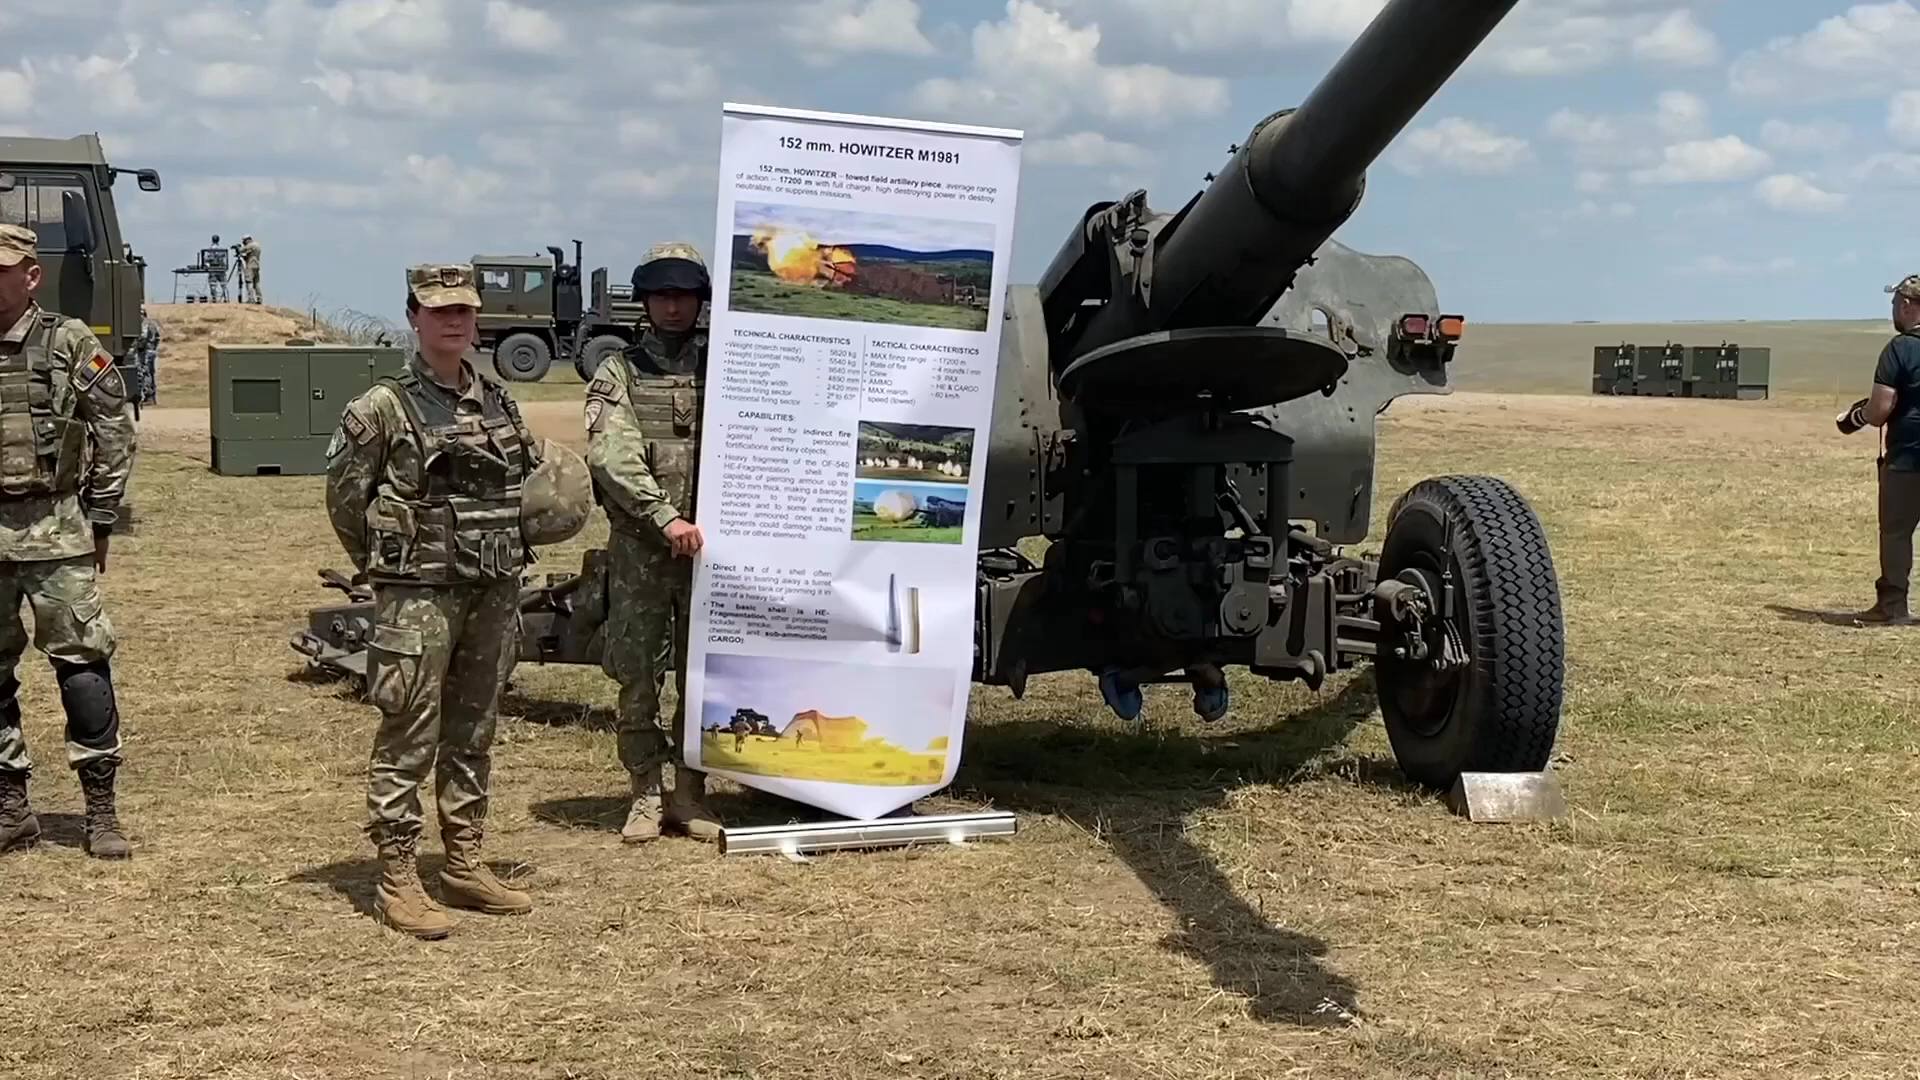 152 mm. HOWITZER M1981
152 mm. HOWITZER – towed field artillery piece, average range
of action – 17200 m with full charge, high destroying power in destroy,
neutralize, or suppress missions.
TECHNICAL CHARACTERISTICS
•Weight (march ready) – 5620 kg
•Weight (combat ready) – 5540 kg
•Howitzer length – 8640 mm
•Barrel length – 4890 mm
•March ready width – 2420 mm
•Vertical firing sector – 2º to 63º
•Horizontal firing sector – 58º
TACTICAL CHARACTERISTICS
• MAX firing range – 17200 m
• Rate of fire – 4 rounds / min
• Crew – 9 PAX
• AMMO – HE & CARGO
• MAX march – 60 km/h
speed (towed)
CAPABILITIES:
• primarily used for indirect fire
against enemy personnel,
fortifications and key objects;
• Heavy fragments of the OF-540
HE-Fragmentation shell are
capable of piercing armour up to
20–30 mm thick, making a barrage
dangerous to thinly armored
vehicles and to some extent to
heavier armoured ones as the
fragments could damage chassis,
sights or other elements;
• Direct hit of a shell often
resulted in tearing away a turret
of a medium tank or jamming it in
case of a heavy tank;
• The basic shell is HE-
Fragmentation, other projectiles
include smoke, illuminating,
chemical and sub-ammunition
(CARGO)